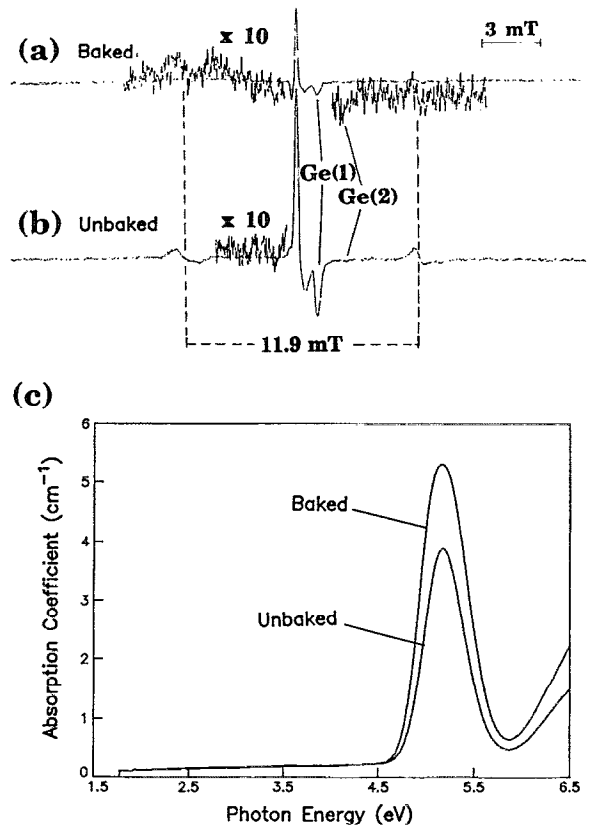 (a) Baked
x 10
3 mT
Ge(1)
Ge(2)
(b) Unbaked
x 10
11.9 mT
(c)
6
5
4
3
2
1
0
Absorption Coefficient (cm⁻¹)
Baked
Unbaked
1.5 2.5 3.5 4.5 5.5 6.5
Photon Energy (eV)